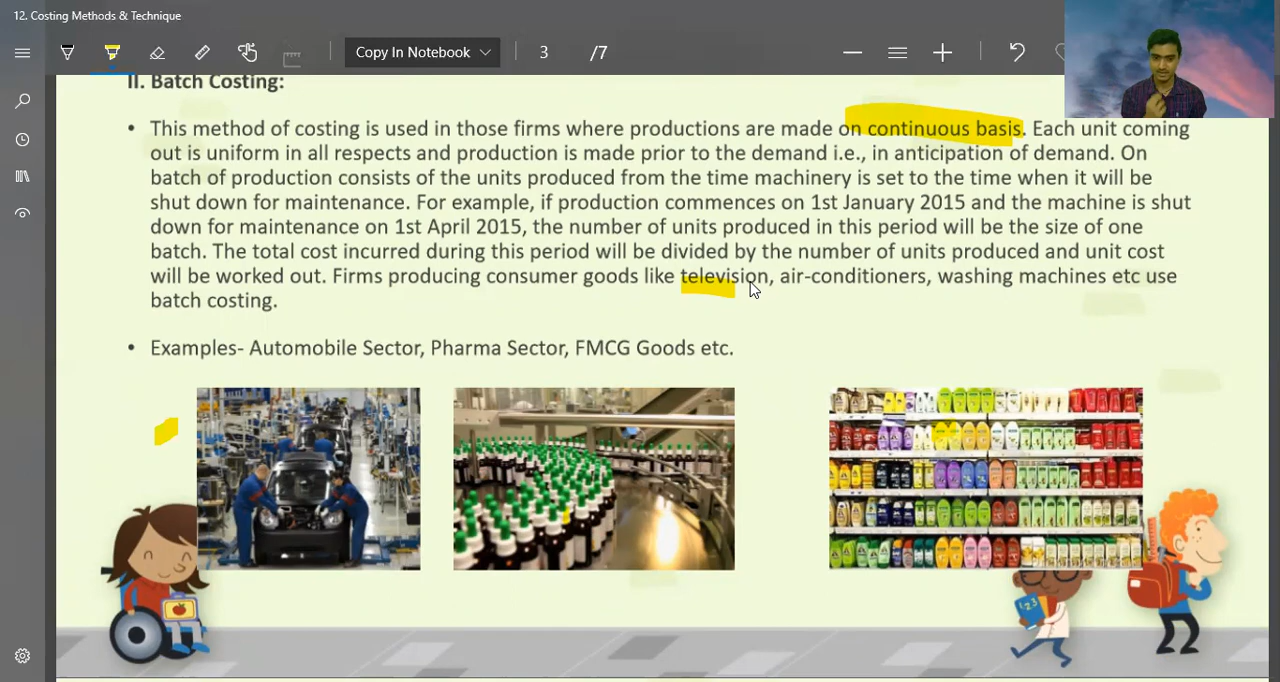 12. Costing Methods & Technique
Copy In Notebook
3
/7
II. Batch Costing:
• This method of costing is used in those firms where productions are made on continuous basis. Each unit coming
out is uniform in all respects and production is made prior to the demand i.e., in anticipation of demand. On
batch of production consists of the units produced from the time machinery is set to the time when it will be
shut down for maintenance. For example, if production commences on 1st January 2015 and the machine is shut
down for maintenance on 1st April 2015, the number of units produced in this period will be the size of one
batch. The total cost incurred during this period will be divided by the number of units produced and unit cost
will be worked out. Firms producing consumer goods like television, air-conditioners, washing machines etc use
batch costing.
• Examples- Automobile Sector, Pharma Sector, FMCG Goods etc.
123